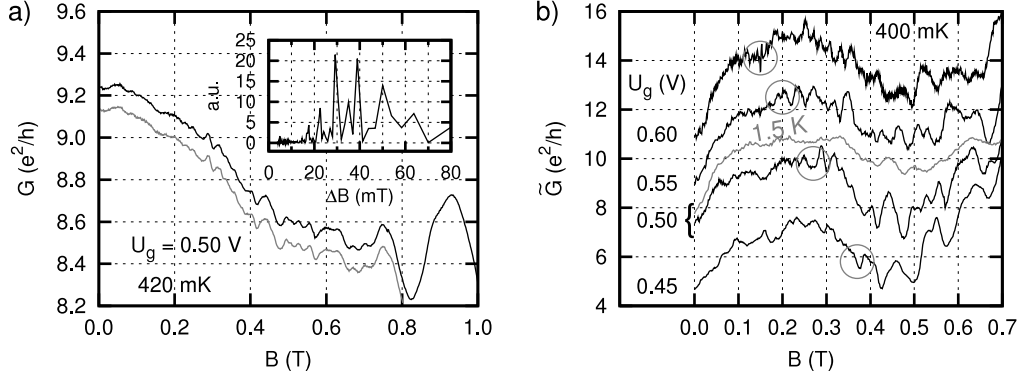 a)
G (e²/h)
9.6
9.4
9.2
9.0
8.8
8.6
8.4
8.2
0.0 0.2 0.4 0.6 0.8 1.0
B (T)
U_g = 0.50 V
420 mK
a.u.
25
20
15
10
5
0
0 20 40 60 80
ΔB (mT)
b)
G̃ (e²/h)
16
14
12
10
8
6
4
0.0 0.1 0.2 0.3 0.4 0.5 0.6 0.7
B (T)
400 mK
U_g (V)
0.60
1.5 K
0.55
0.50 {
0.45